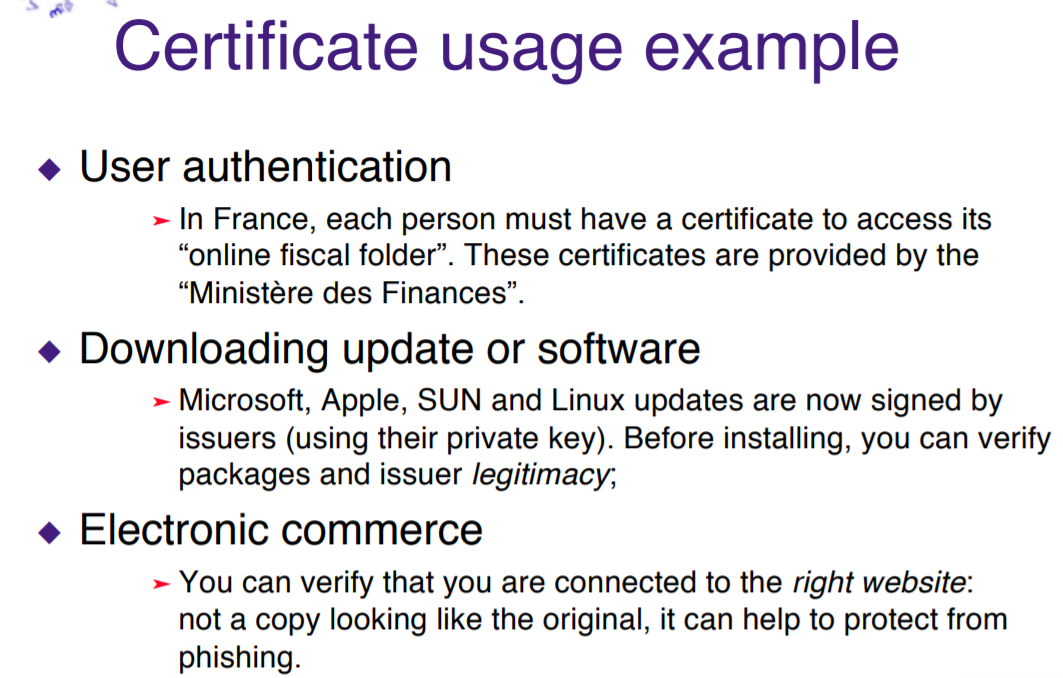 Certificate usage example
User authentication
In France, each person must have a certificate to access its
“online fiscal folder”. These certificates are provided by the
“Ministère des Finances”.
Downloading update or software
Microsoft, Apple, SUN and Linux updates are now signed by
issuers (using their private key). Before installing, you can verify
packages and issuer legitimacy;
Electronic commerce
You can verify that you are connected to the right website:
not a copy looking like the original, it can help to protect from
phishing.